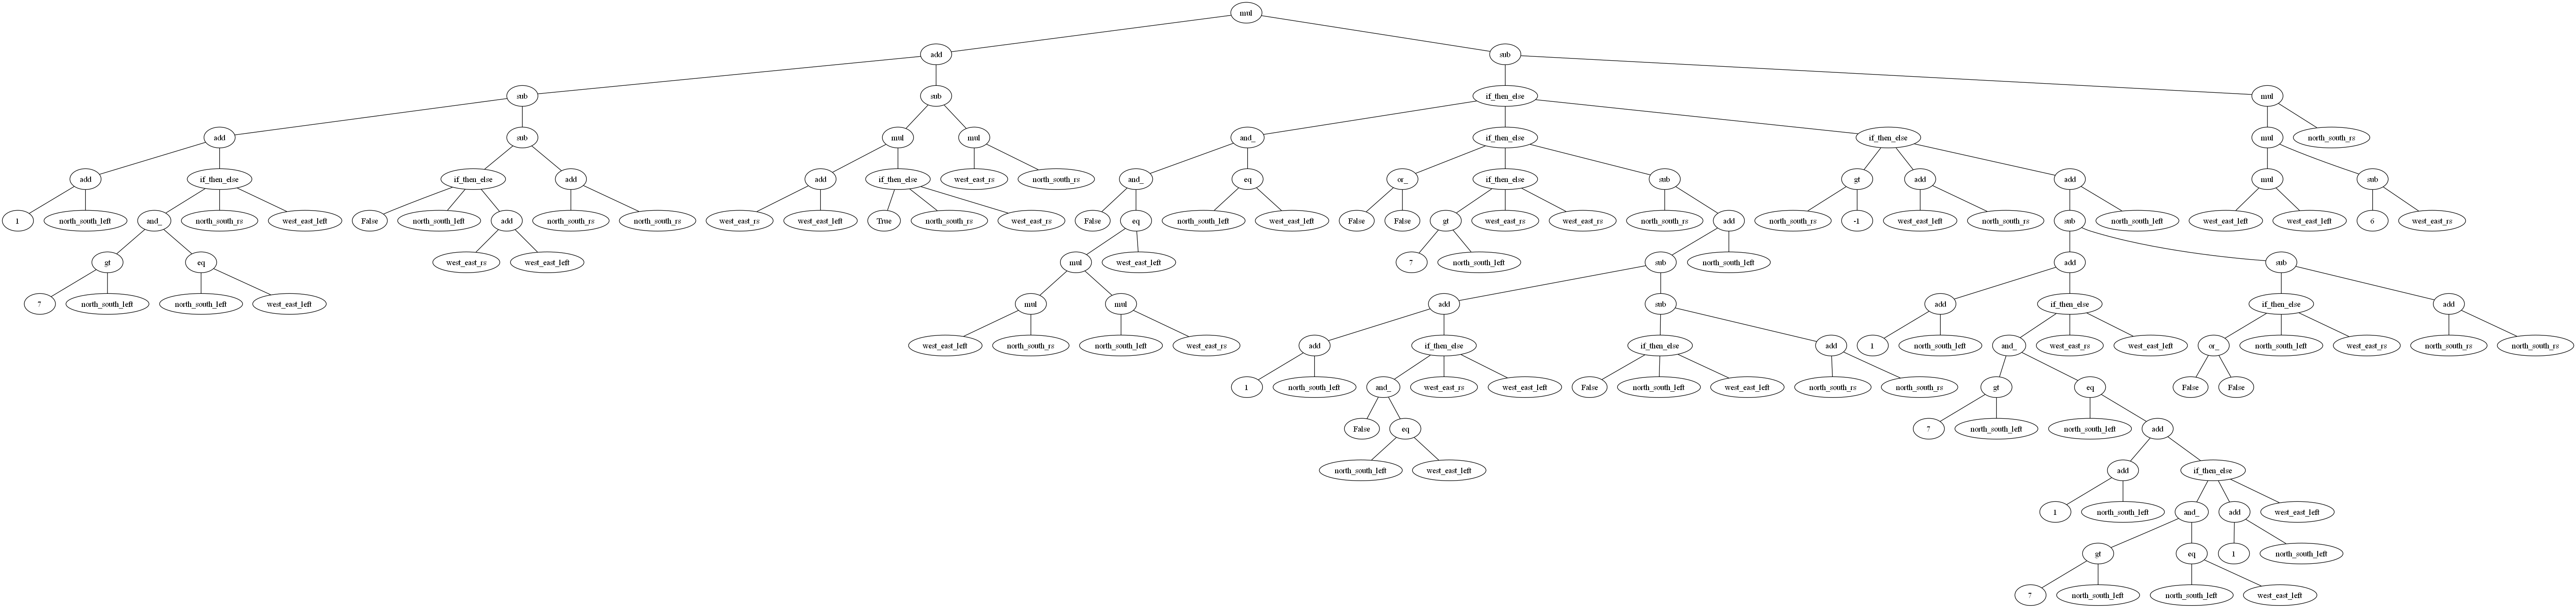 mul
add sub
sub sub if_then_else mul
add sub mul mul and_ if_then_else if_then_else mul north_south_rs
add if_then_else if_then_else add add if_then_else west_east_rs north_south_rs and_ eq or_ if_then_else sub gt add add mul sub
1 north_south_left and_ north_south_rs west_east_left False north_south_left add north_south_rs north_south_rs west_east_rs west_east_left True north_south_rs west_east_rs False eq north_south_left west_east_left False False gt west_east_rs west_east_rs north_south_rs add north_south_rs -1 west_east_left north_south_rs sub north_south_left west_east_left west_east_left 6 west_east_rs
gt eq west_east_rs west_east_left mul west_east_left 7 north_south_left sub north_south_left add sub
7 north_south_left north_south_left west_east_left mul mul add sub add if_then_else if_then_else add
west_east_left north_south_rs north_south_left west_east_rs add if_then_else if_then_else add 1 north_south_left and_ west_east_rs west_east_left or_ north_south_left west_east_rs north_south_rs north_south_rs
1 north_south_left and_ west_east_rs west_east_left False north_south_left west_east_left north_south_rs north_south_rs gt eq False False
False eq 7 north_south_left north_south_left add
north_south_left west_east_left add if_then_else
1 north_south_left and_ add west_east_left
gt eq 1 north_south_left
7 north_south_left north_south_left west_east_left